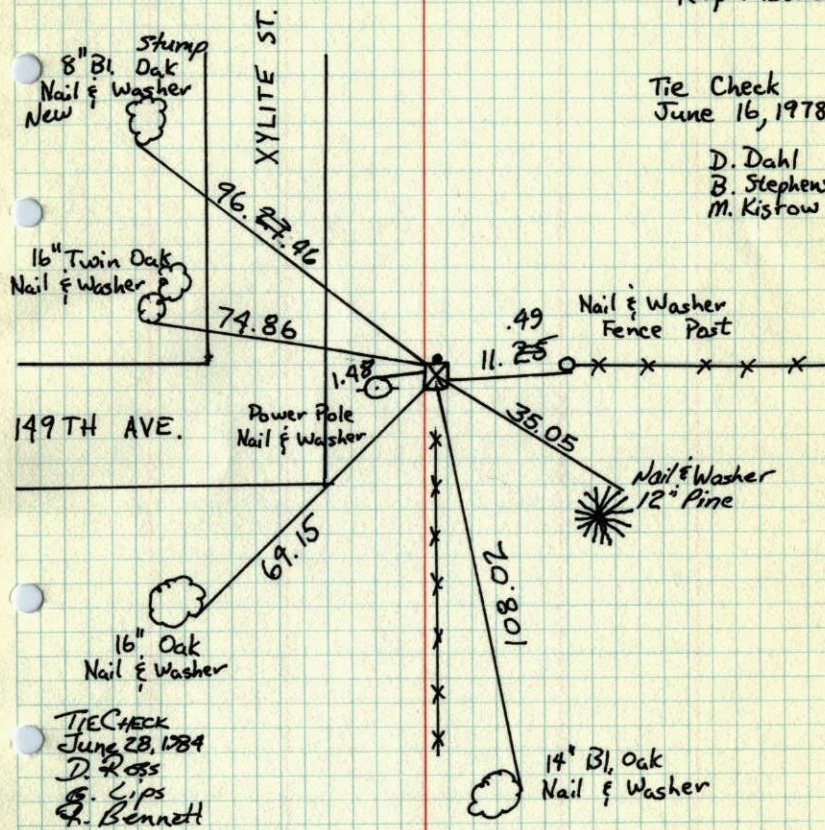 Stump
8" Bl. Oak
Nail & Washer
New
XYLITE ST.
Tie Check
June 16, 1978
D. Dahl
B. Stephens
M. Kistow
96.27.46
16" Twin Oak
Nail & Washer
74.86
Nail & Washer
Fence Post
.49
11.25
1.48
Power Pole
Nail & Washer
149TH AVE.
35.05
Nail & Washer
12" Pine
69.15
108.02
16" Oak
Nail & Washer
TIE CHECK
June 28, 1984
D. Ross
G. Lips
R. Bennett
14" Bl. Oak
Nail & Washer